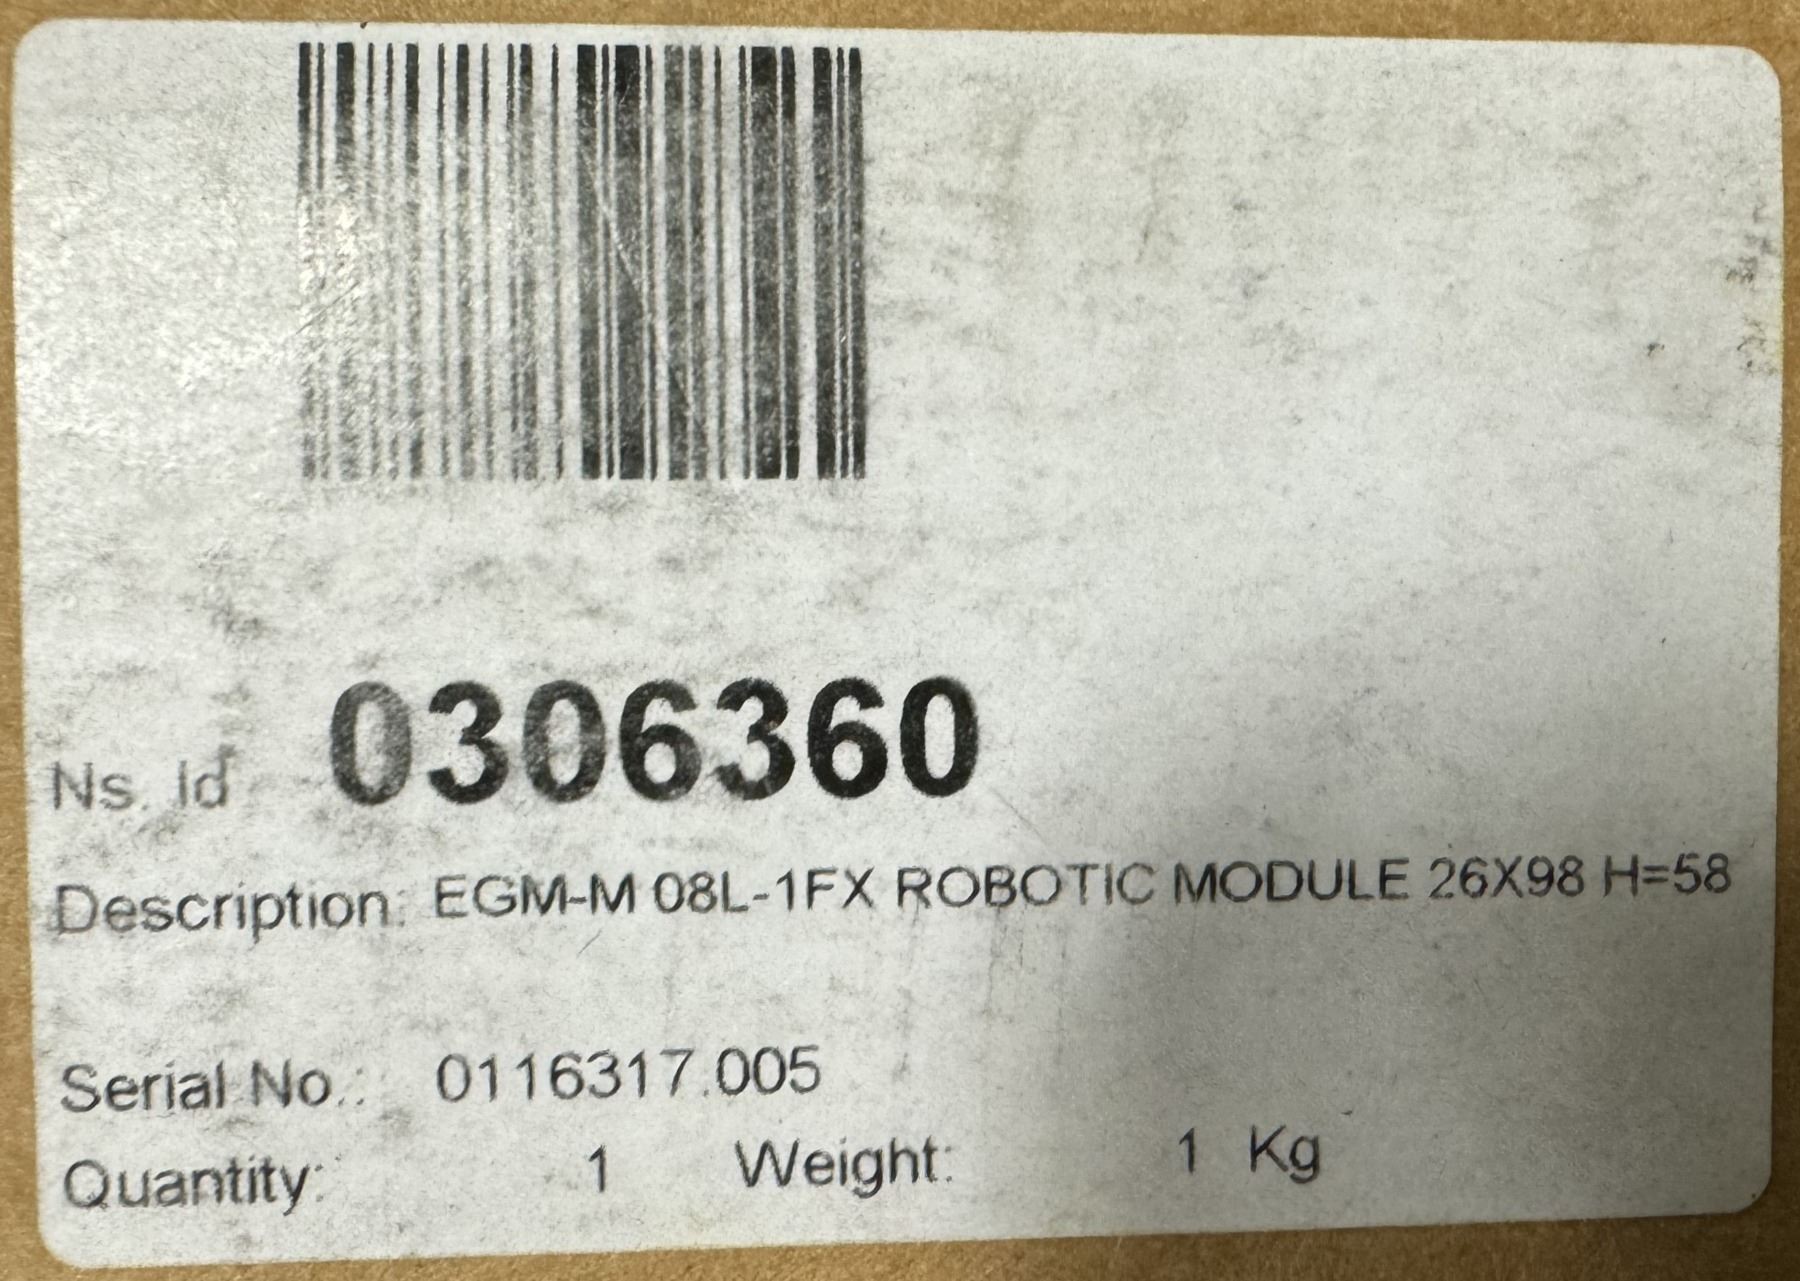 Ns. Id 0306360
Description: EGM-M 08L-1FX ROBOTIC MODULE 26X98 H=58
Serial No.: 0116317.005
Quantity: 1 Weight: 1 Kg